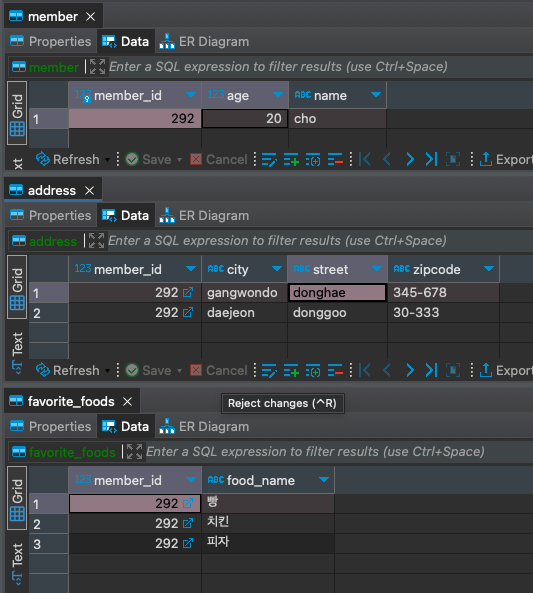 member
Properties Data ER Diagram
member Enter a SQL expression to filter results (use Ctrl+Space)
Grid 123 member_id 123 age ABC name
1 292 20 cho
xt Refresh Save Cancel Export
address
Properties Data ER Diagram
address Enter a SQL expression to filter results (use Ctrl+Space)
Grid 123 member_id ABC city ABC street ABC zipcode
1 292 gangwondo donghae 345-678
2 292 daejeon donggoo 30-333
Text
Refresh Save Cancel Export
favorite_foods Reject changes (^R)
Properties Data ER Diagram
favorite_foods Enter a SQL expression to filter results (use Ctrl+Space)
Grid 123 member_id ABC food_name
1 292 빵
2 292 치킨
3 292 피자
Text